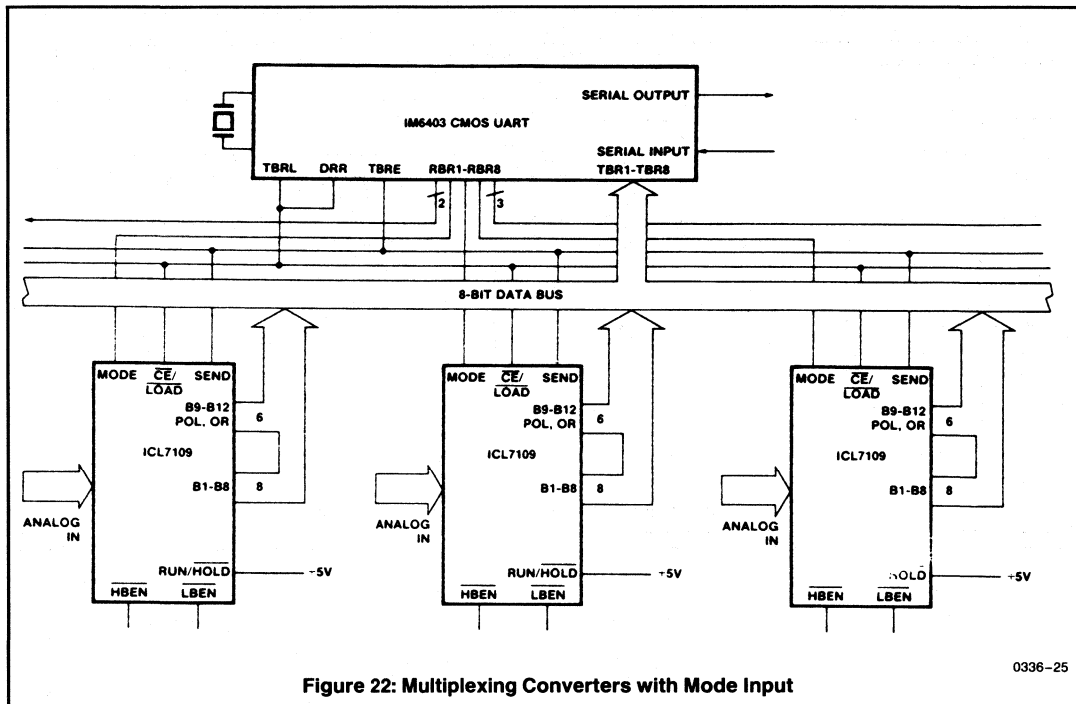 SERIAL OUTPUT
IM6403 CMOS UART
SERIAL INPUT
TBRL DRR TBRE RBR1-RBR8 TBR1-TBR8
2 3
8-BIT DATA BUS
MODE CE/ LOAD SEND
B9-B12
POL, OR 6
ICL7109
B1-B8 8
ANALOG
IN
RUN/HOLD +5V
HBEN LBEN
MODE CE/ LOAD SEND
B9-B12
POL, OR 6
ICL7109
B1-B8 8
ANALOG
IN
RUN/HOLD +5V
HBEN LBEN
MODE CE/ LOAD SEND
B9-B12
POL, OR 6
ICL7109
B1-B8 8
ANALOG
IN
HOLD +5V
HBEN LBEN
0336-25
Figure 22: Multiplexing Converters with Mode Input